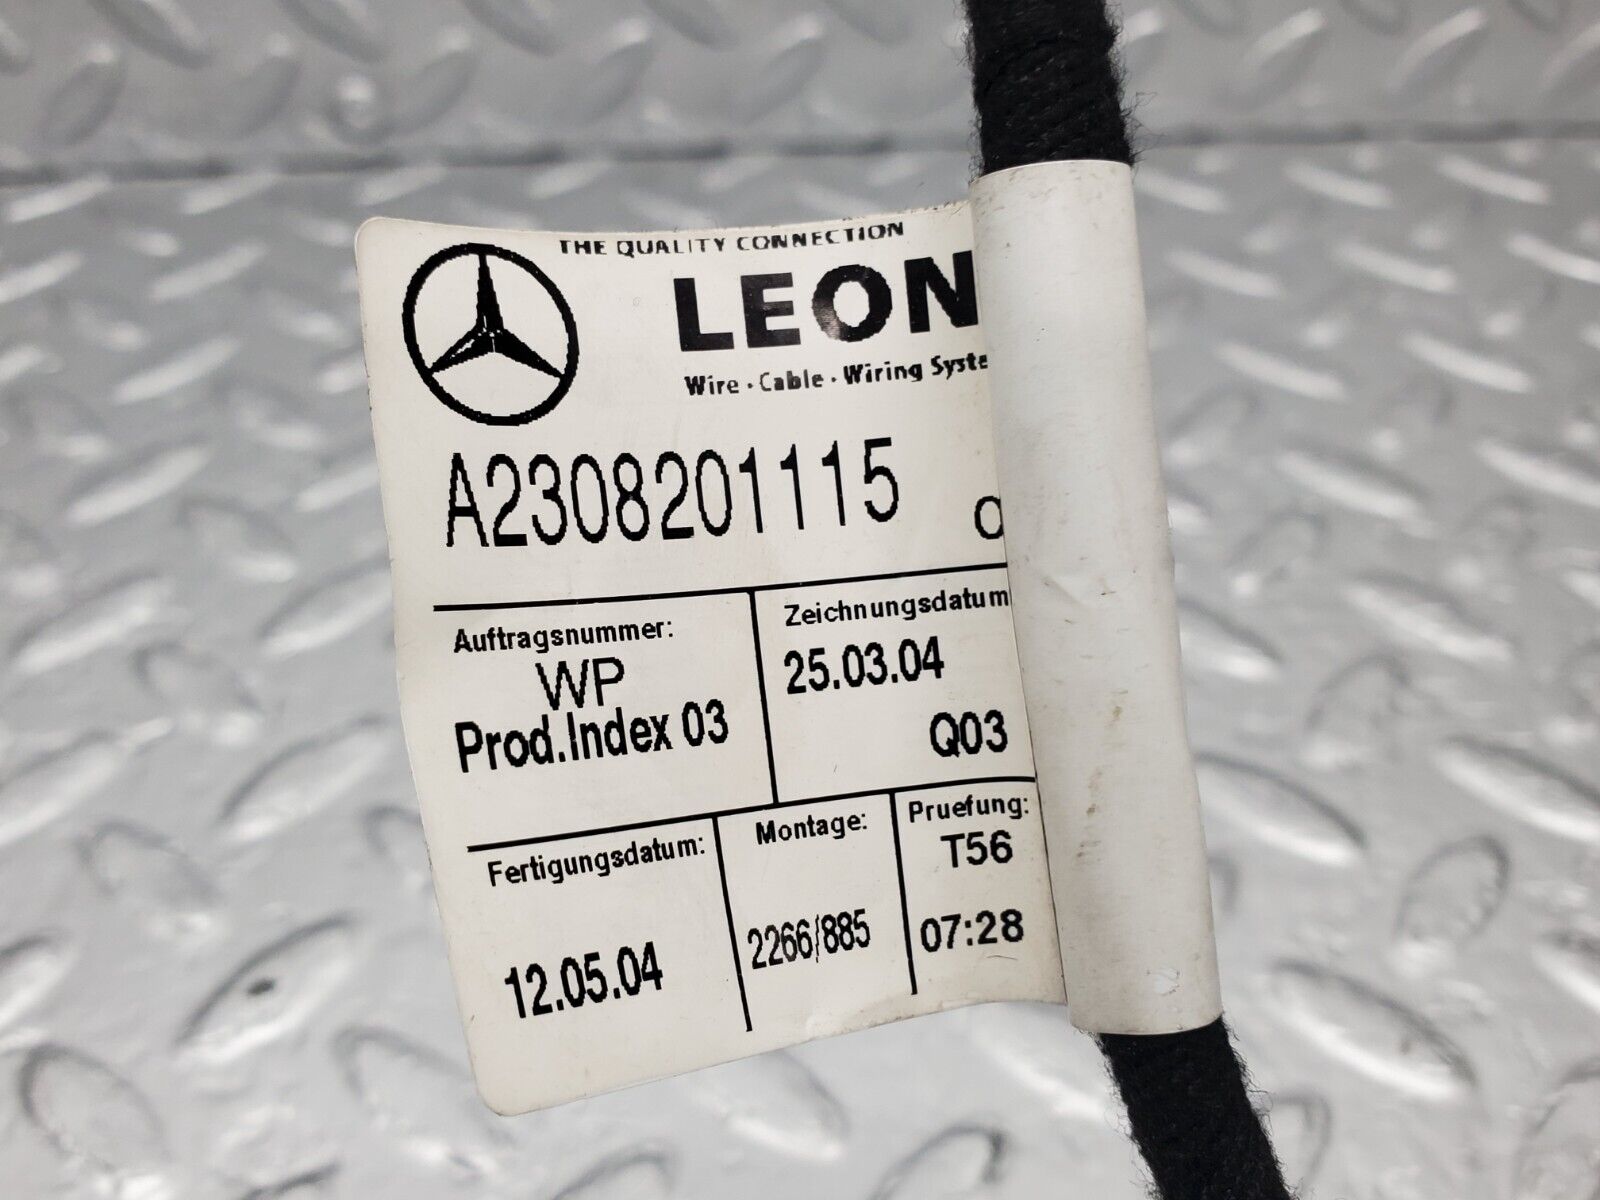 THE QUALITY CONNECTION
LEON
Wire · Cable · Wiring Syste
A2308201115
Auftragsnummer:
WP
Prod.Index 03
Zeichnungsdatum
25.03.04
Q03
Fertigungsdatum:
12.05.04
Montage:
2266/885
Pruefung:
T56
07:28